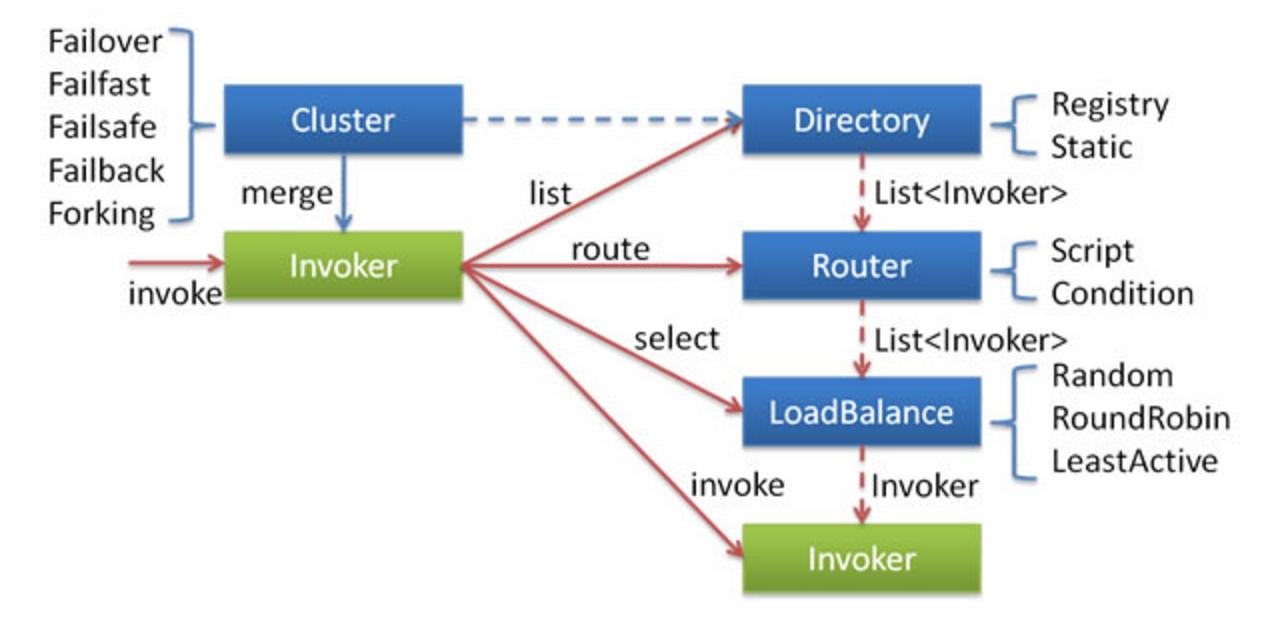 Failover
Failfast
Failsafe
Failback
Forking
Cluster
Directory
Registry
Static
merge
list
List<Invoker>
invoke
Invoker
route
Router
Script
Condition
select
List<Invoker>
LoadBalance
Random
RoundRobin
LeastActive
invoke
Invoker
Invoker